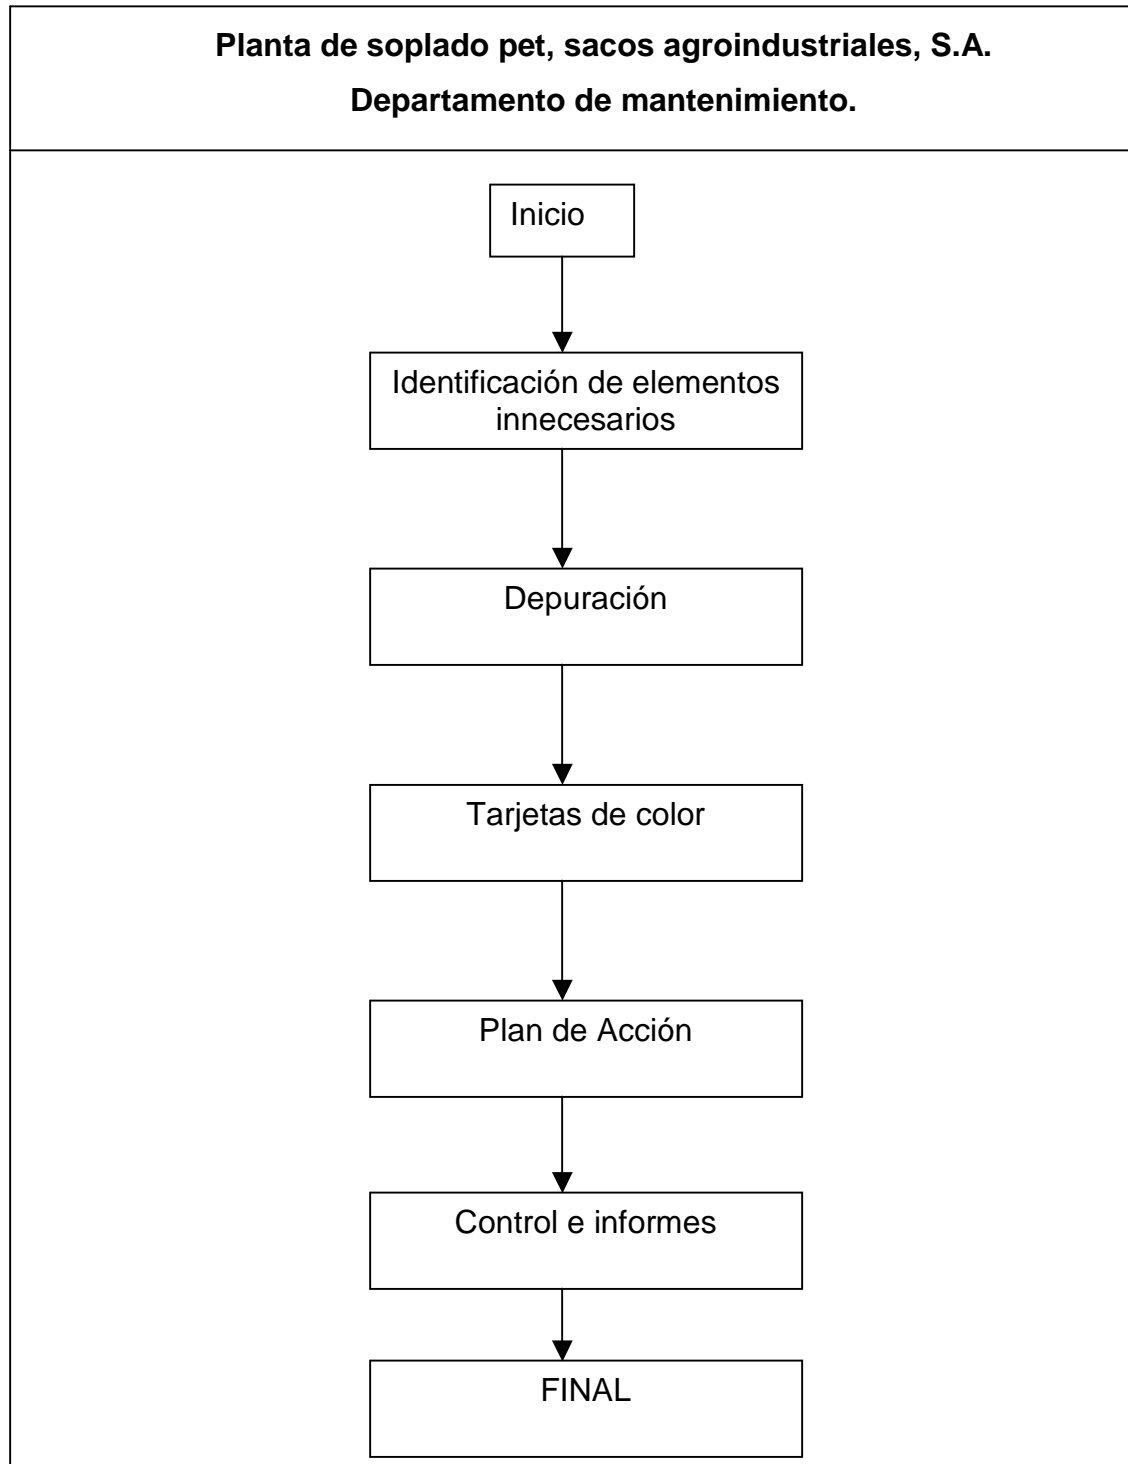 Planta de soplado pet, sacos agroindustriales, S.A.
Departamento de mantenimiento.
Inicio
Identificación de elementos
innecesarios
Depuración
Tarjetas de color
Plan de Acción
Control e informes
FINAL